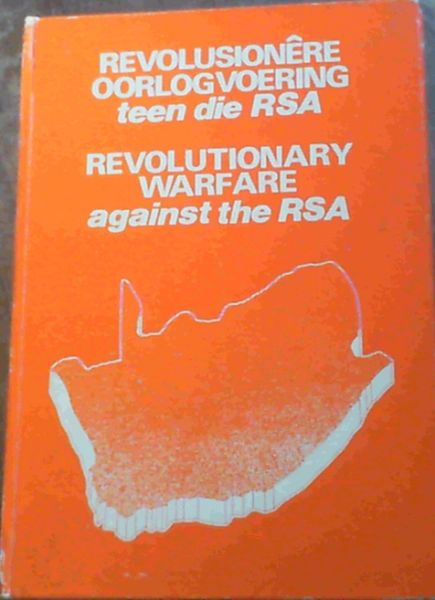 REVOLUSIONÊRE
OORLOGVOERING
teen die RSA
REVOLUTIONARY
WARFARE
against the RSA